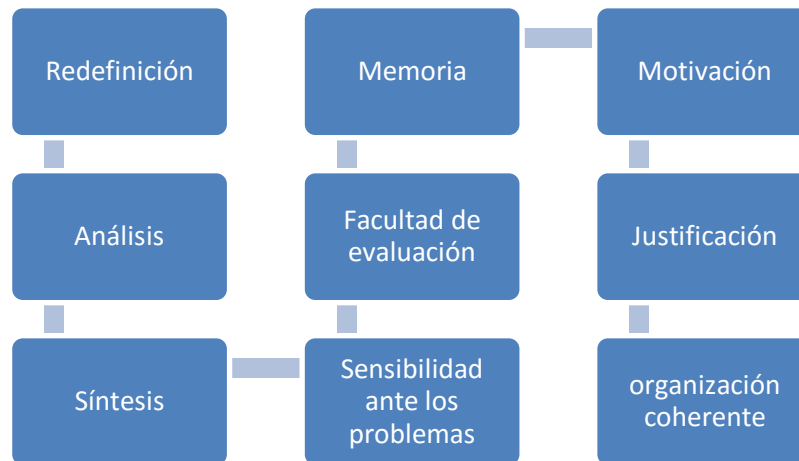 Redefinición
Memoria
Motivación
Análisis
Facultad de
evaluación
Justificación
Síntesis
Sensibilidad
ante los
problemas
organización
coherente